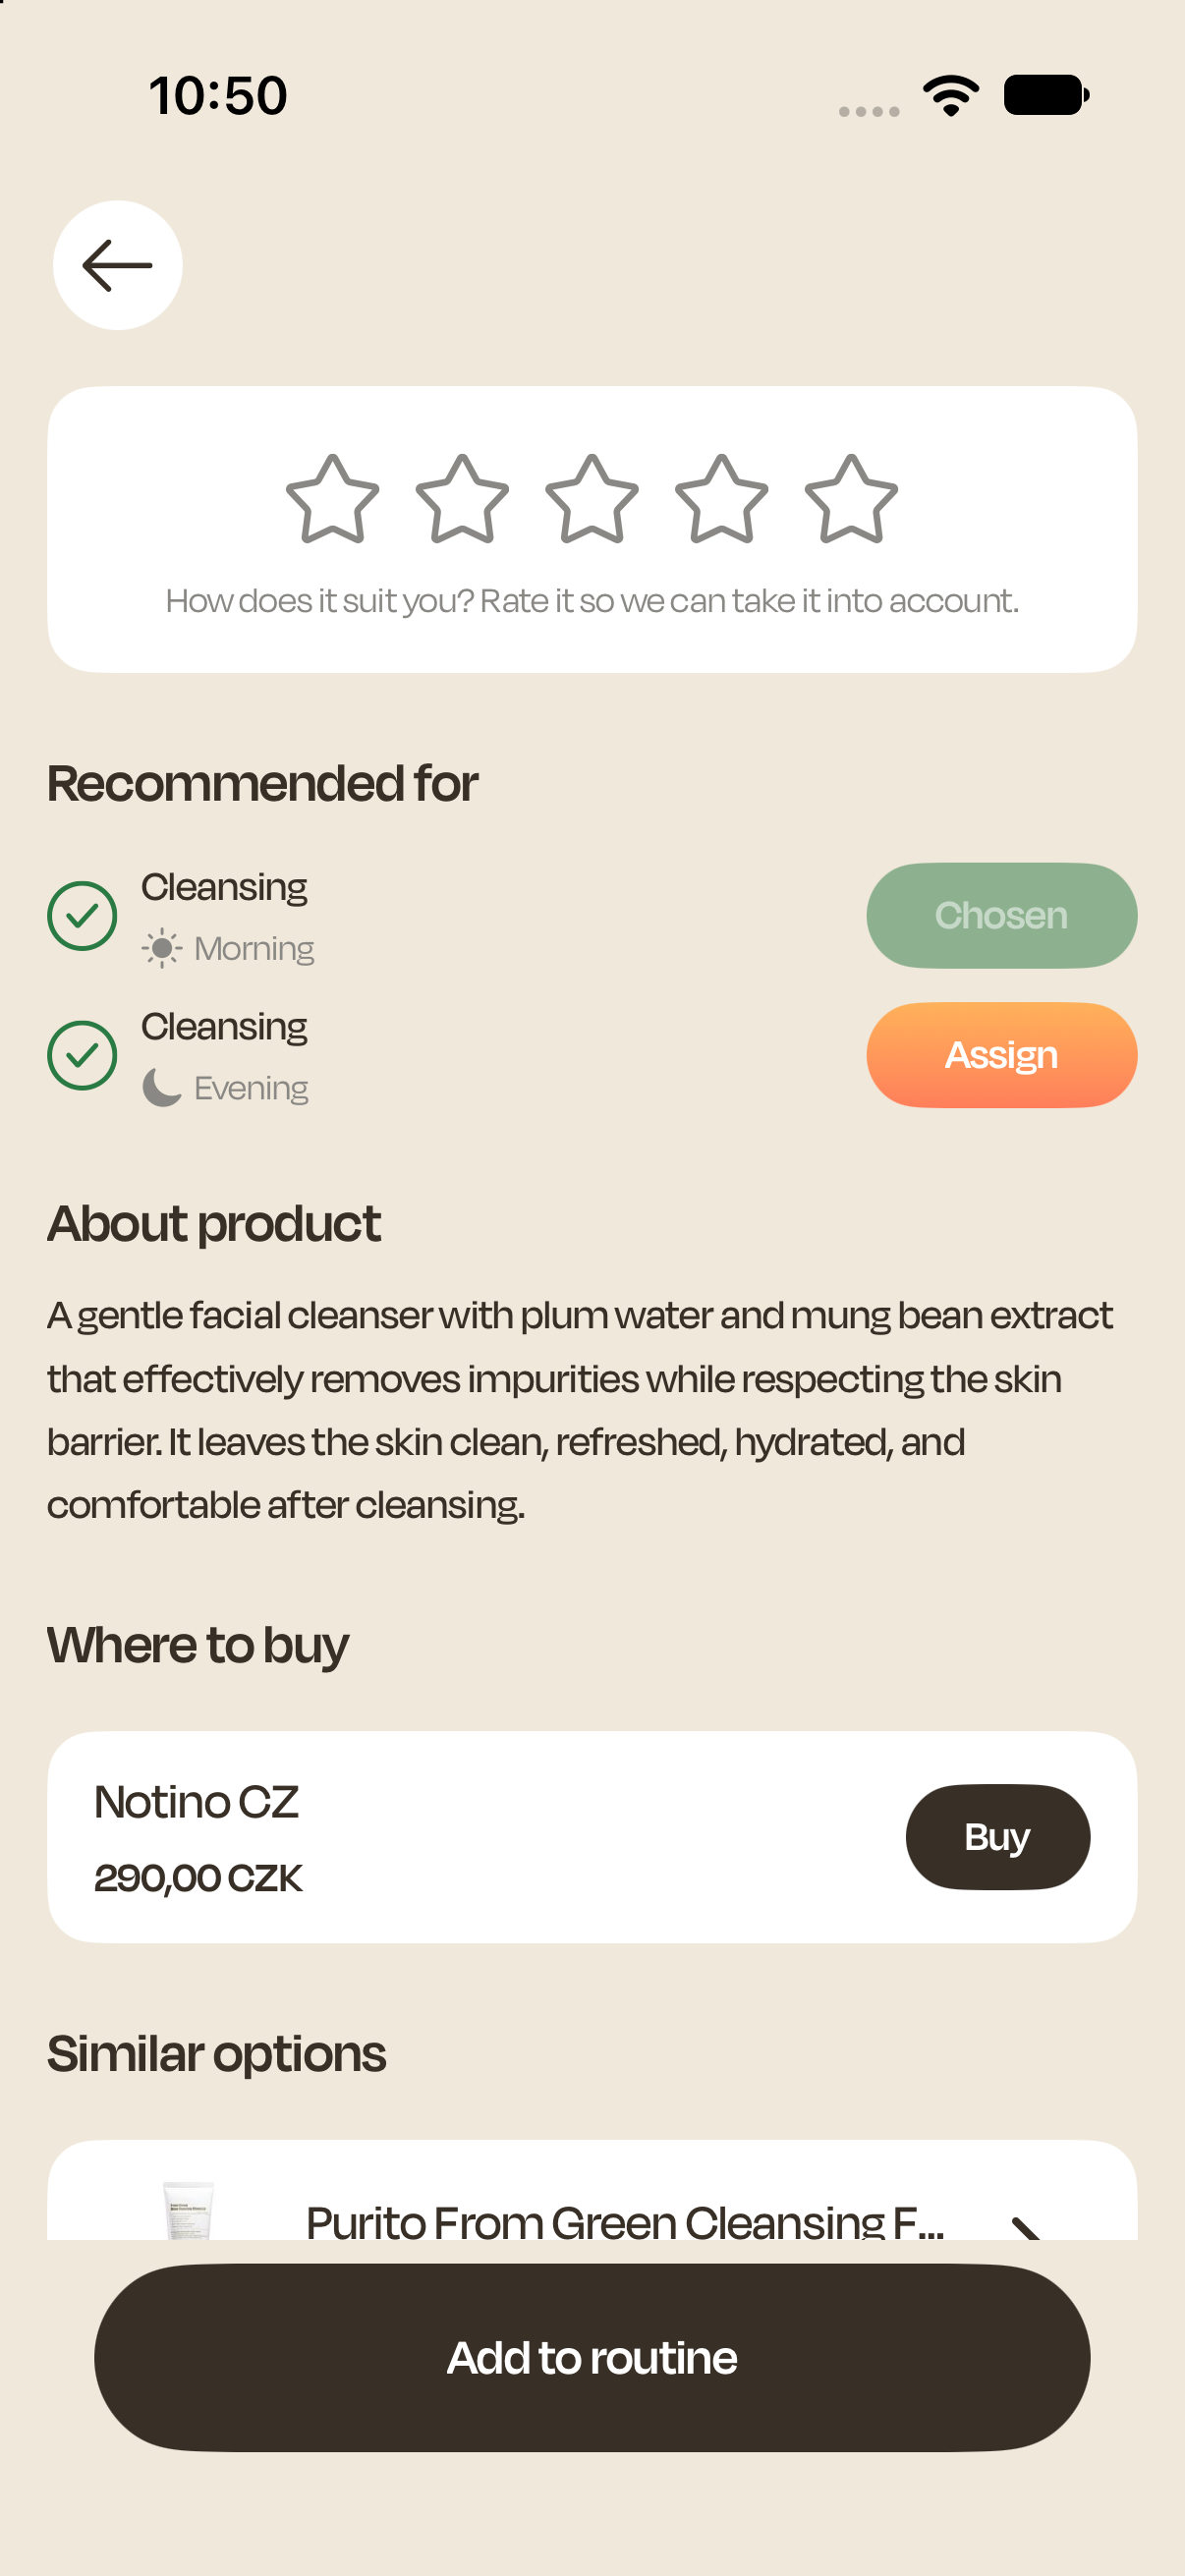 10:50
How does it suit you? Rate it so we can take it into account.
Recommended for
Cleansing
Morning
Chosen
Cleansing
Evening
Assign
About product
A gentle facial cleanser with plum water and mung bean extract
that effectively removes impurities while respecting the skin
barrier. It leaves the skin clean, refreshed, hydrated, and
comfortable after cleansing.
Where to buy
Notino CZ
290,00 CZK
Buy
Similar options
Purito From Green Cleansing F...
Add to routine